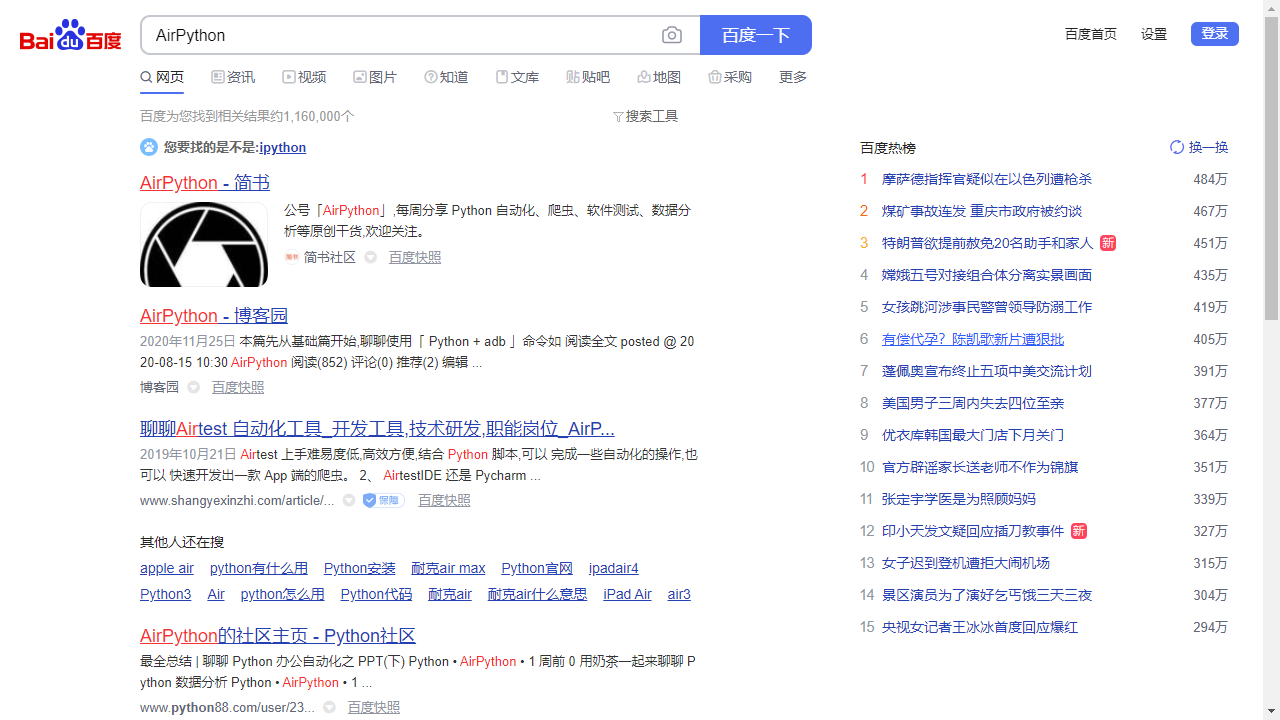 Bai du 百度
AirPython
百度一下
百度首页 设置 登录
网页 资讯 视频 图片 知道 文库 贴吧 地图 采购 更多
百度为您找到相关结果约1,160,000个
搜索工具
您要找的是不是:ipython
AirPython - 简书
公号「AirPython」,每周分享 Python 自动化、爬虫、软件测试、数据分
析等原创干货,欢迎关注。
简书 简书社区 百度快照
AirPython - 博客园
2020年11月25日 本篇先从基础篇开始,聊聊使用「 Python + adb 」命令如 阅读全文 posted @ 20
20-08-15 10:30 AirPython 阅读(852) 评论(0) 推荐(2) 编辑 ...
博客园 百度快照
聊聊Airtest 自动化工具_开发工具,技术研发,职能岗位_AirP...
2019年10月21日 Airtest 上手难易度低,高效方便,结合 Python 脚本,可以 完成一些自动化的操作,也
可以 快速开发出一款 App 端的爬虫。 2、 AirtestIDE 还是 Pycharm ...
www.shangyexinzhi.com/article/... 保障 百度快照
其他人还在搜
apple air python有什么用 Python安装 耐克air max Python官网 ipadair4
Python3 Air python怎么用 Python代码 耐克air 耐克air什么意思 iPad Air air3
AirPython的社区主页 - Python社区
最全总结 | 聊聊 Python 办公自动化之 PPT(下) Python • AirPython • 1 周前 0 用奶茶一起来聊聊 P
ython 数据分析 Python • AirPython • 1 ...
www.python88.com/user/23... 百度快照
百度热榜 换一换
1 摩萨德指挥官疑似在以色列遭枪杀 484万
2 煤矿事故连发 重庆市政府被约谈 467万
3 特朗普欲提前赦免20名助手和家人 新 451万
4 嫦娥五号对接组合体分离实景画面 435万
5 女孩跳河涉事民警曾领导防溺工作 419万
6 有偿代孕？陈凯歌新片遭狠批 405万
7 蓬佩奥宣布终止五项中美交流计划 391万
8 美国男子三周内失去四位至亲 377万
9 优衣库韩国最大门店下月关门 364万
10 官方辟谣家长送老师不作为锦旗 351万
11 张定宇学医是为照顾妈妈 339万
12 印小天发文疑回应插刀教事件 新 327万
13 女子迟到登机遭拒大闹机场 315万
14 景区演员为了演好乞丐饿三天三夜 304万
15 央视女记者王冰冰首度回应爆红 294万